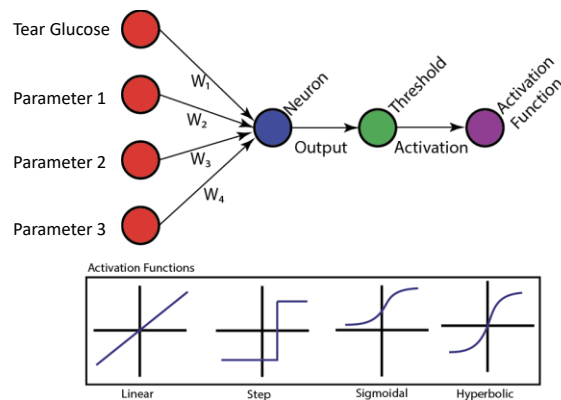 Tear Glucose
Parameter 1
Parameter 2
Parameter 3
W1
W2
W3
W4
Neuron
Output
Threshold
Activation
Activation
Function
Activation Functions
Linear
Step
Sigmoidal
Hyperbolic